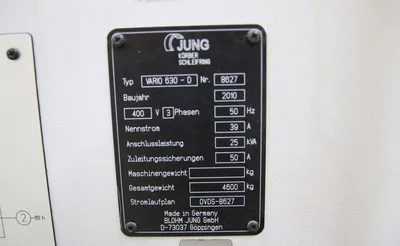 JUNG
KÖRBER
SCHLEIFRING
Typ VARIO 630 - D Nr. 8627
Baujahr 2010
400 V 3 Phasen 50 Hz
Nennstrom 39 A
Anschlussleistung 25 kVA
Zuleitungssicherungen 50 A
Maschinengewicht kg
Gesamtgewicht 4600 kg
Stromlaufplan OVDS-8627
Made in Germany
BLOHM JUNG GmbH
D-73037 Göppingen
2